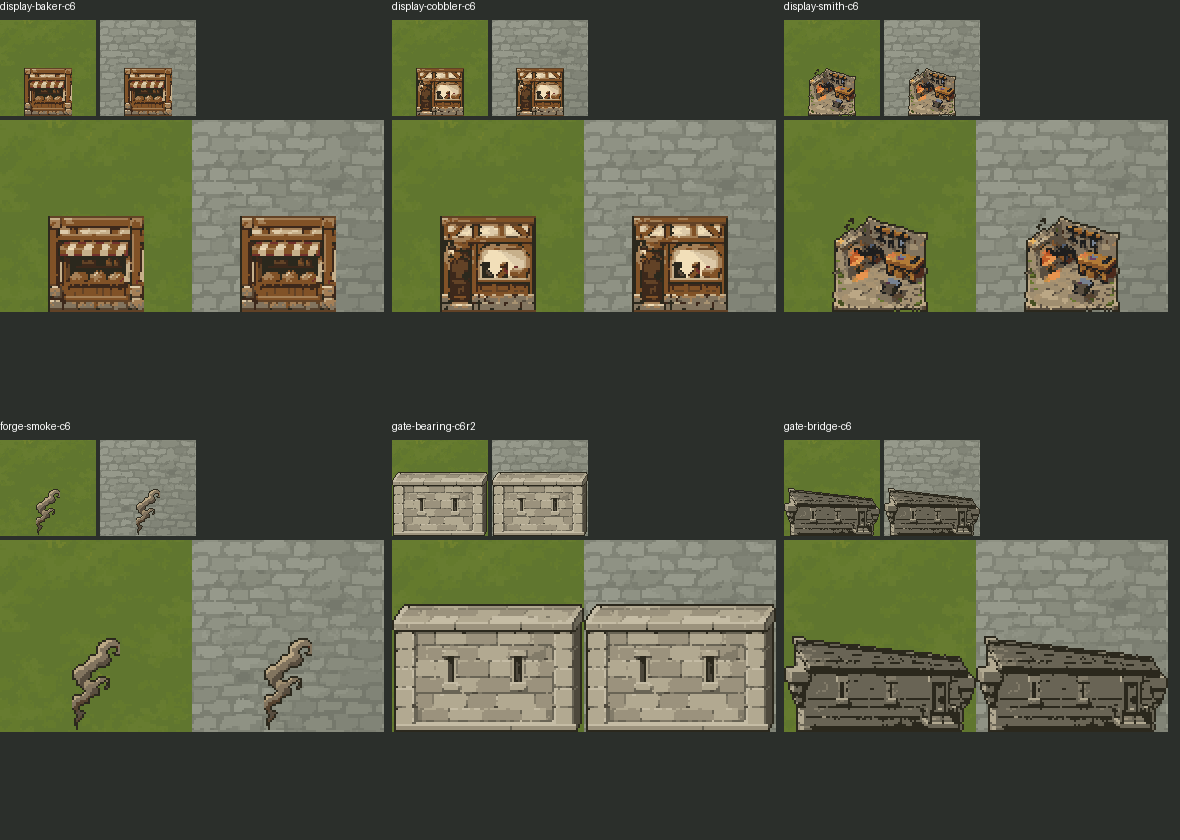 display-baker-c6
display-cobbler-c6
display-smith-c6
forge-smoke-c6
gate-bearing-c6r2
gate-bridge-c6